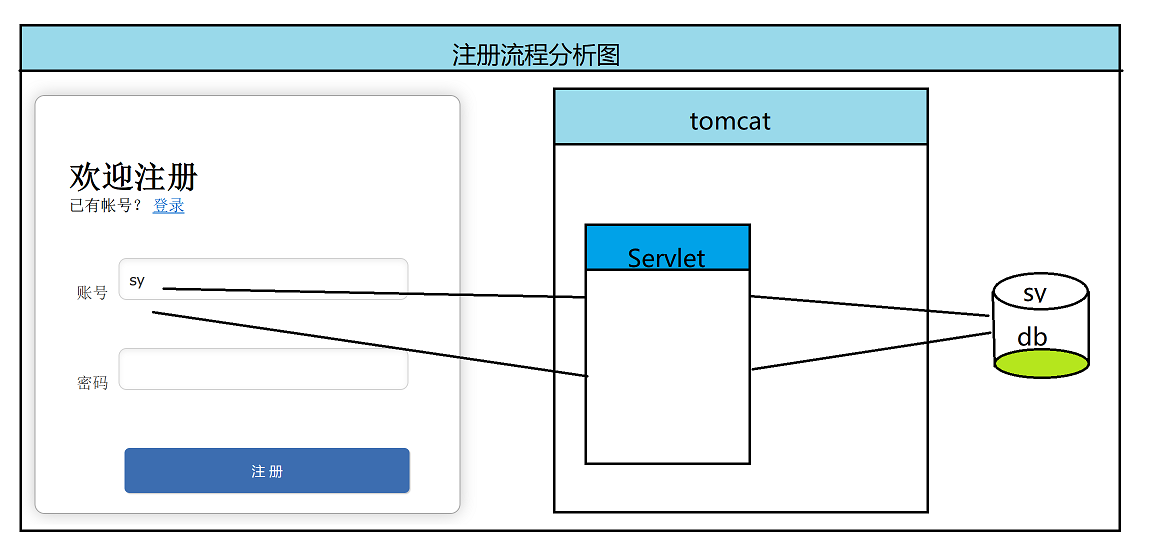 注册流程分析图
欢迎注册
已有帐号？ 登录
账号 sy
密码
注 册
tomcat
Servlet
sy
db